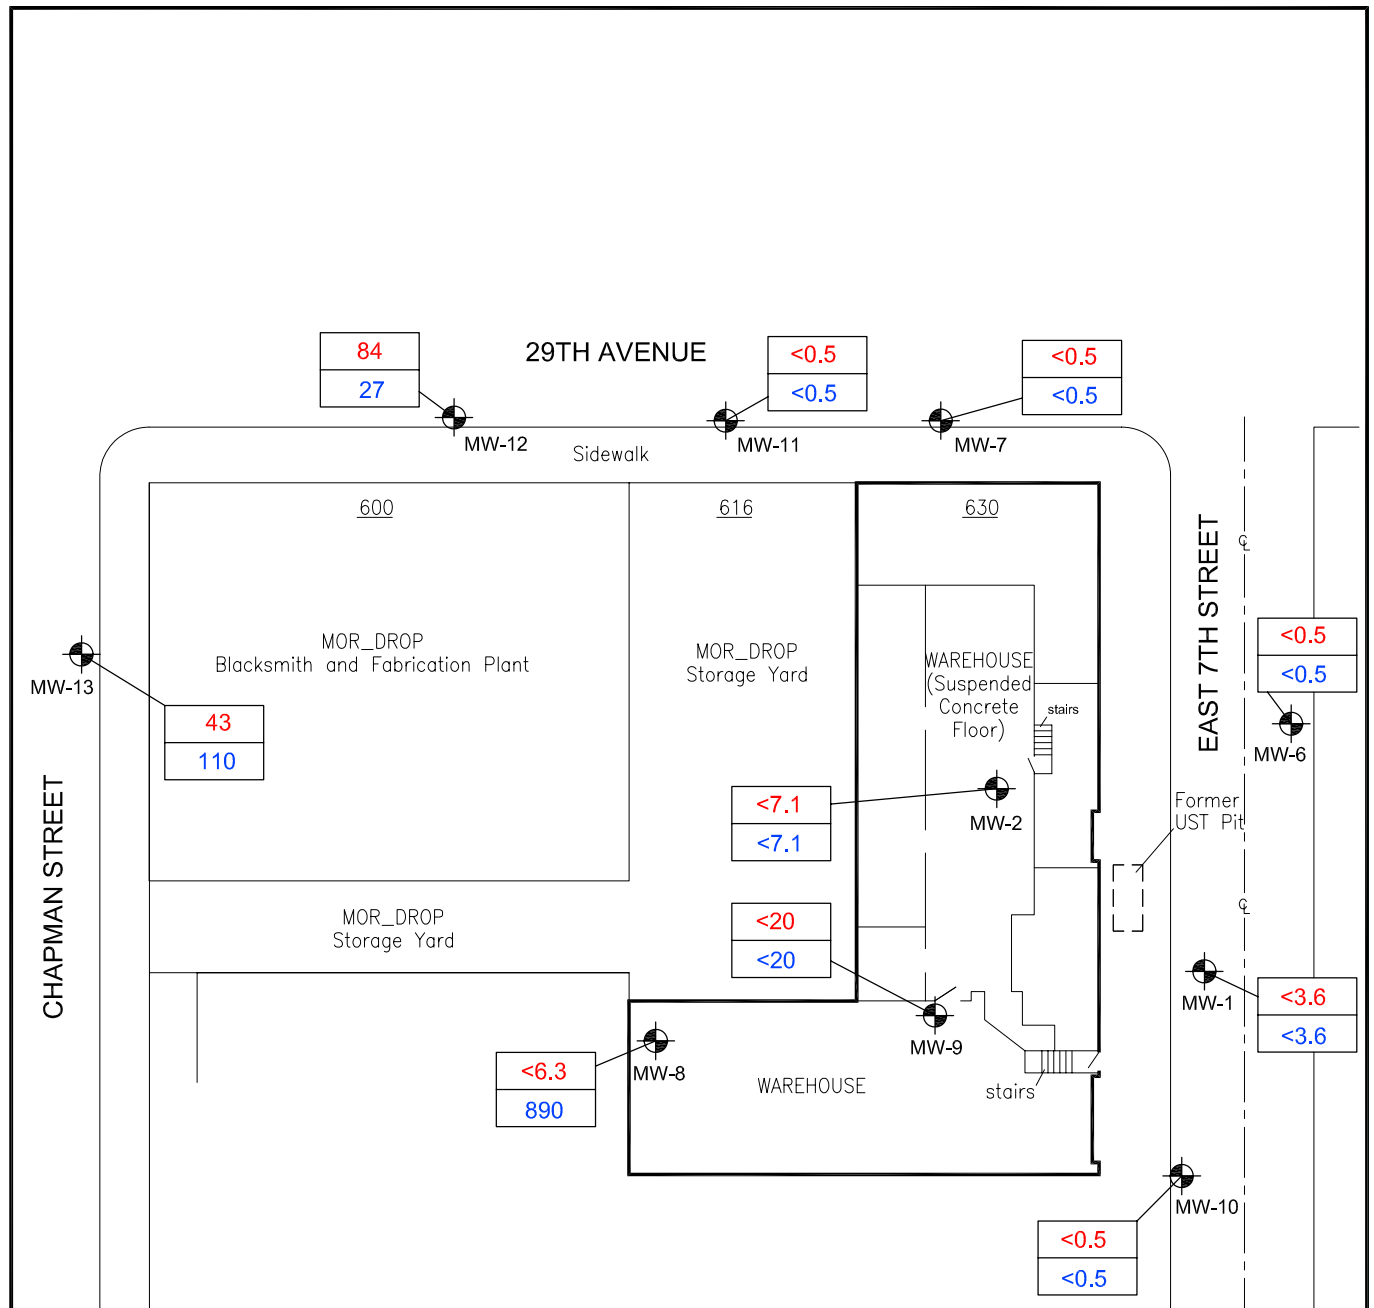 84
27
29TH AVENUE
<0.5
<0.5
<0.5
<0.5
MW-12
MW-11
MW-7
Sidewalk
600
616
630
EAST 7TH STREET
℄
MOR_DROP
Blacksmith and Fabrication Plant
MOR_DROP
Storage Yard
WAREHOUSE
(Suspended
Concrete
Floor)
stairs
<0.5
<0.5
MW-6
MW-13
43
110
CHAPMAN STREET
<7.1
<7.1
MW-2
Former
UST Pit
MOR_DROP
Storage Yard
<20
<20
℄
MW-1
<3.6
<3.6
MW-9
MW-8
<6.3
890
WAREHOUSE
stairs
MW-10
<0.5
<0.5